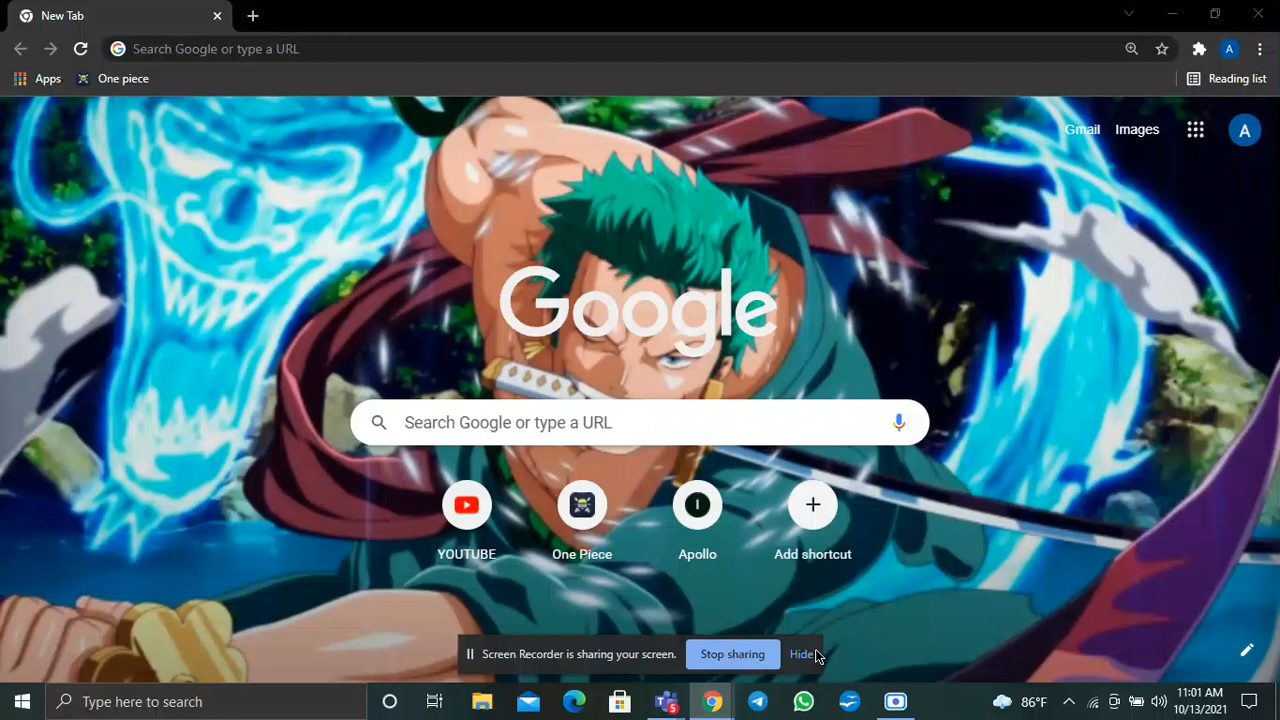 New Tab
Search Google or type a URL
A
Apps
One piece
Reading list
Gmail
Images
A
Google
Search Google or type a URL
I
YOUTUBE
One Piece
Apollo
Add shortcut
Screen Recorder is sharing your screen.
Stop sharing
Hide
Type here to search
5
86°F
11:01 AM
10/13/2021